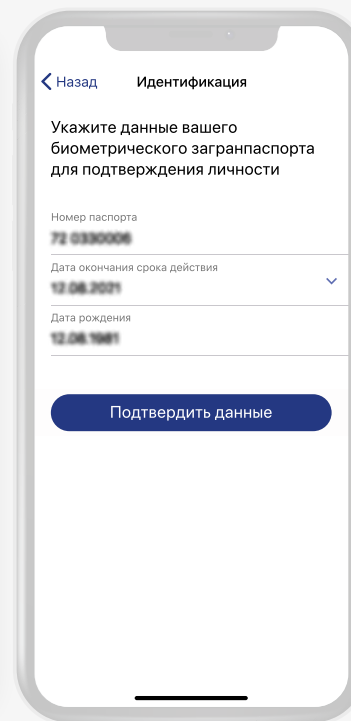 Назад
Идентификация
Укажите данные вашего
биометрического загранпаспорта
для подтверждения личности
Номер паспорта
Дата окончания срока действия
Дата рождения
Подтвердить данные